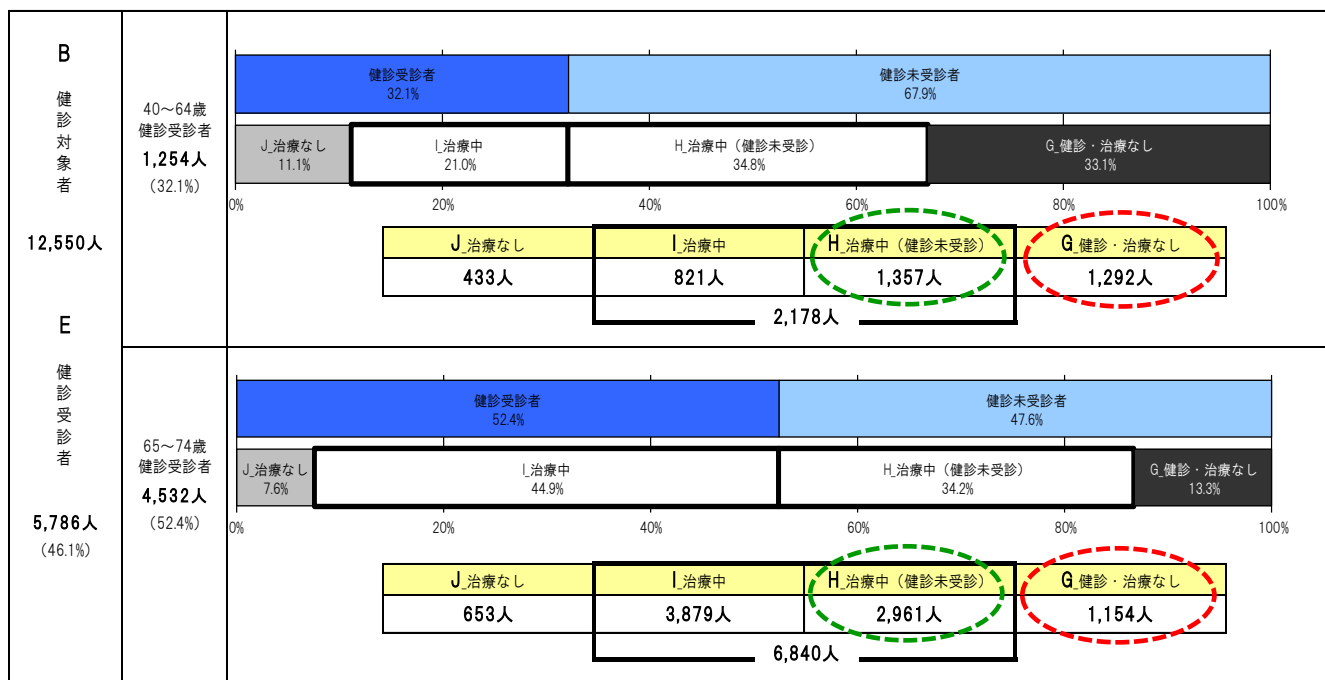 B
健診対象者
12,550人
E
健診受診者
5,786人
(46.1%)
40～64歳
健診受診者
1,254人
(32.1%)
健診受診者
32.1%
健診未受診者
67.9%
J_治療なし
11.1%
I_治療中
21.0%
H_治療中（健診未受診）
34.8%
G_健診・治療なし
33.1%
0% 20% 40% 60% 80% 100%
J_治療なし I_治療中 H_治療中（健診未受診） G_健診・治療なし
433人 821人 1,357人 1,292人
2,178人
65～74歳
健診受診者
4,532人
(52.4%)
健診受診者
52.4%
健診未受診者
47.6%
J_治療なし
7.6%
I_治療中
44.9%
H_治療中（健診未受診）
34.2%
G_健診・治療なし
13.3%
0% 20% 40% 60% 80% 100%
J_治療なし I_治療中 H_治療中（健診未受診） G_健診・治療なし
653人 3,879人 2,961人 1,154人
6,840人